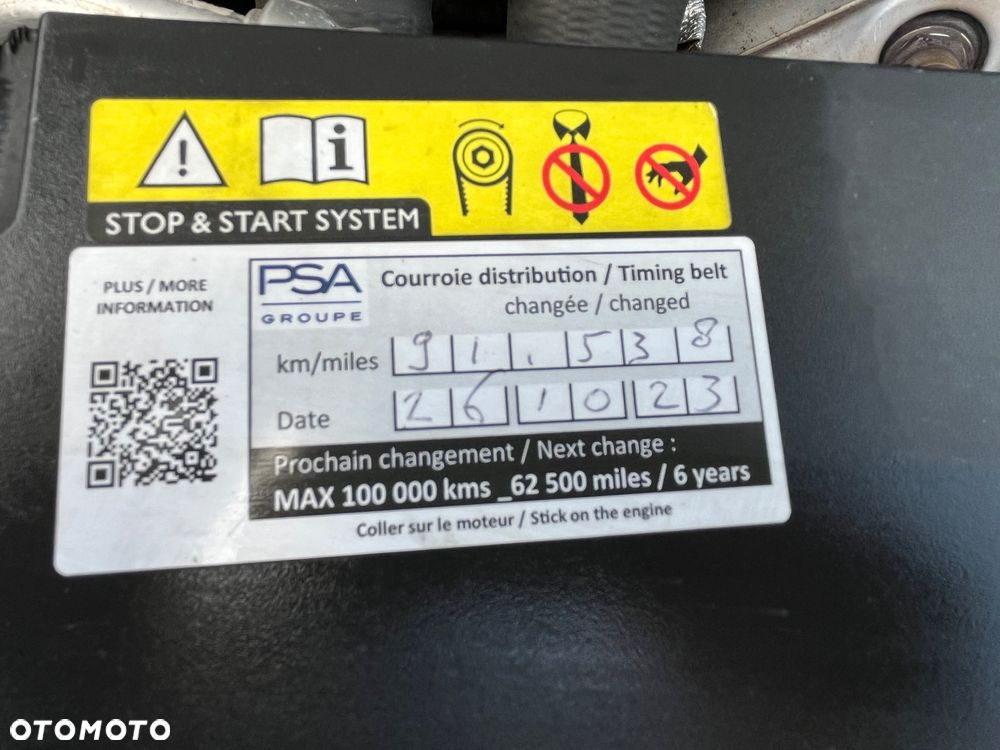 STOP & START SYSTEM
PLUS / MORE
INFORMATION
PSA
GROUPE
Courroie distribution / Timing belt
changée / changed
km/miles 91.538
Date 26 10 23
Prochain changement / Next change :
MAX 100 000 kms _62 500 miles / 6 years
Coller sur le moteur / Stick on the engine
OTOMOTO